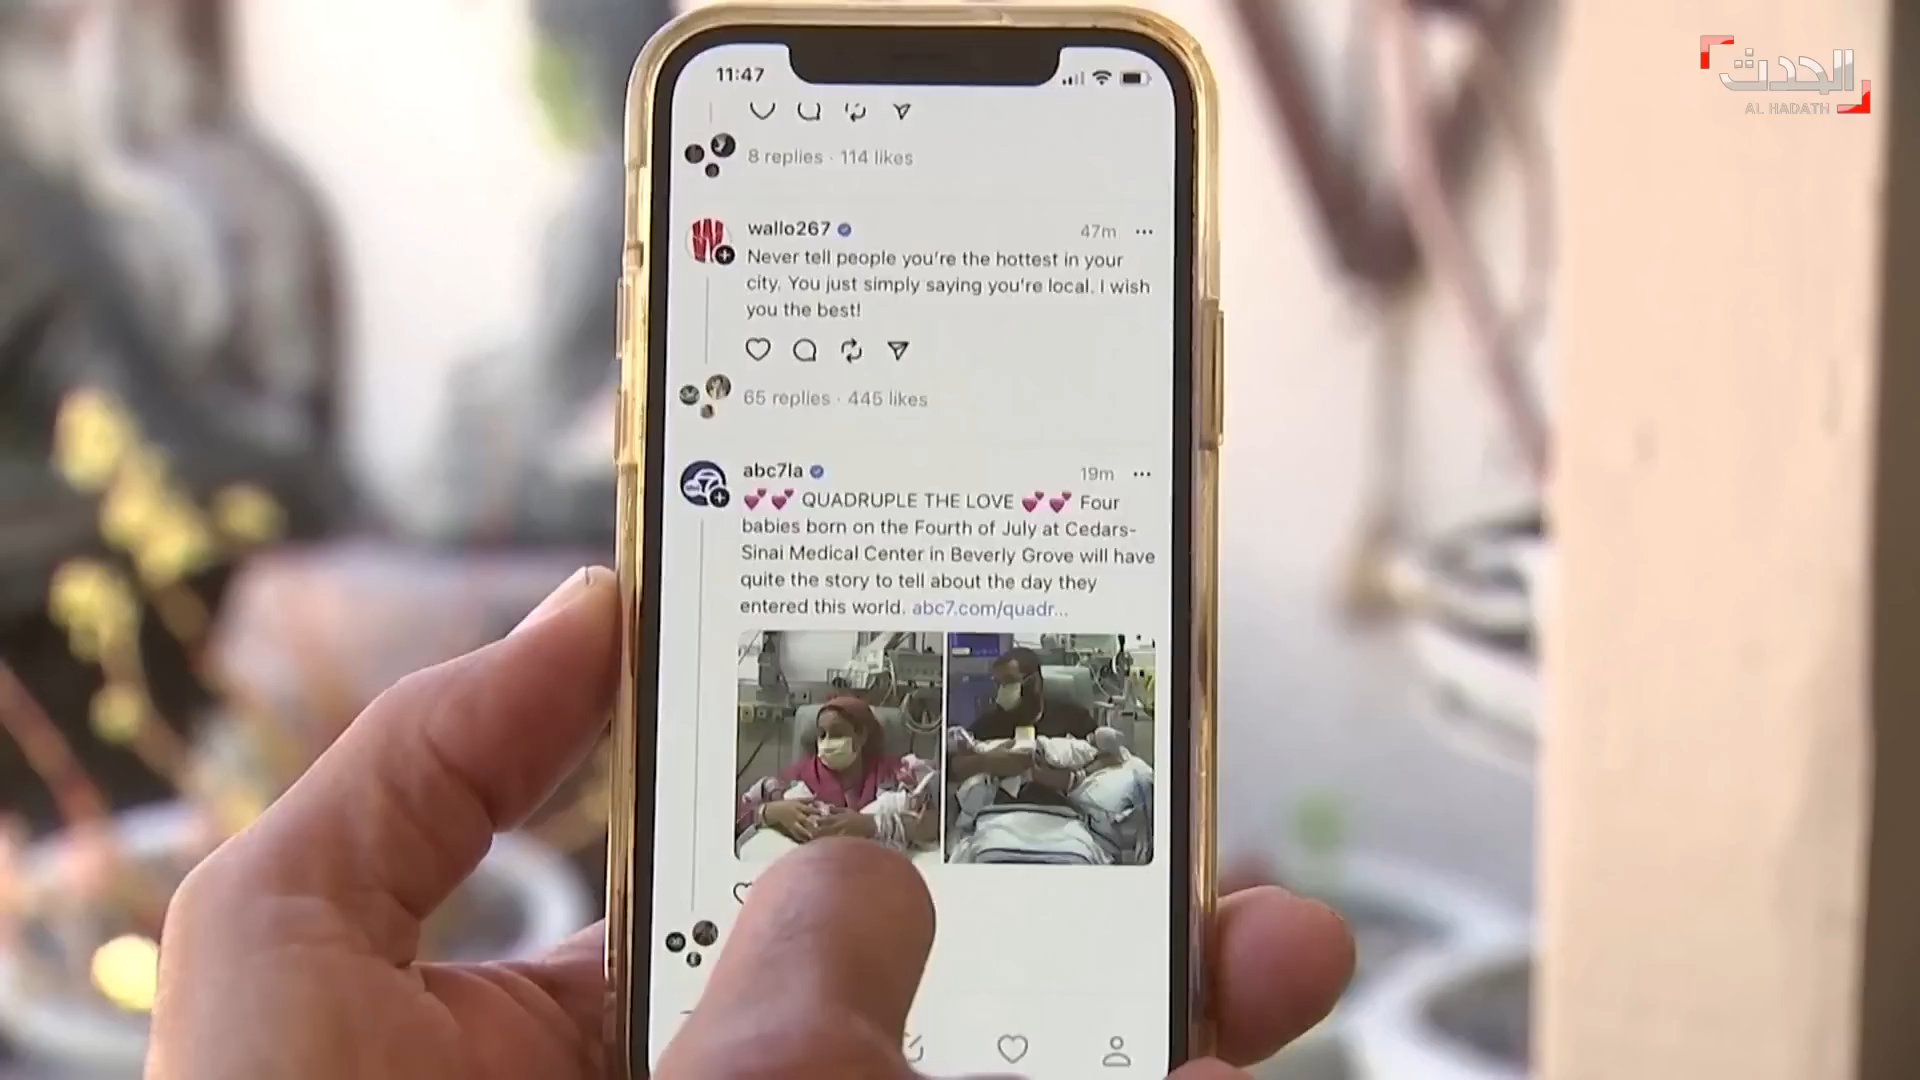 الحدث
AL HADATH
11:47
8 replies · 114 likes
wallo267
47m
Never tell people you're the hottest in your
city. You just simply saying you're local. I wish
you the best!
65 replies · 445 likes
abc7la
19m
💕💕 QUADRUPLE THE LOVE 💕💕 Four
babies born on the Fourth of July at Cedars-
Sinai Medical Center in Beverly Grove will have
quite the story to tell about the day they
entered this world. abc7.com/quadr...